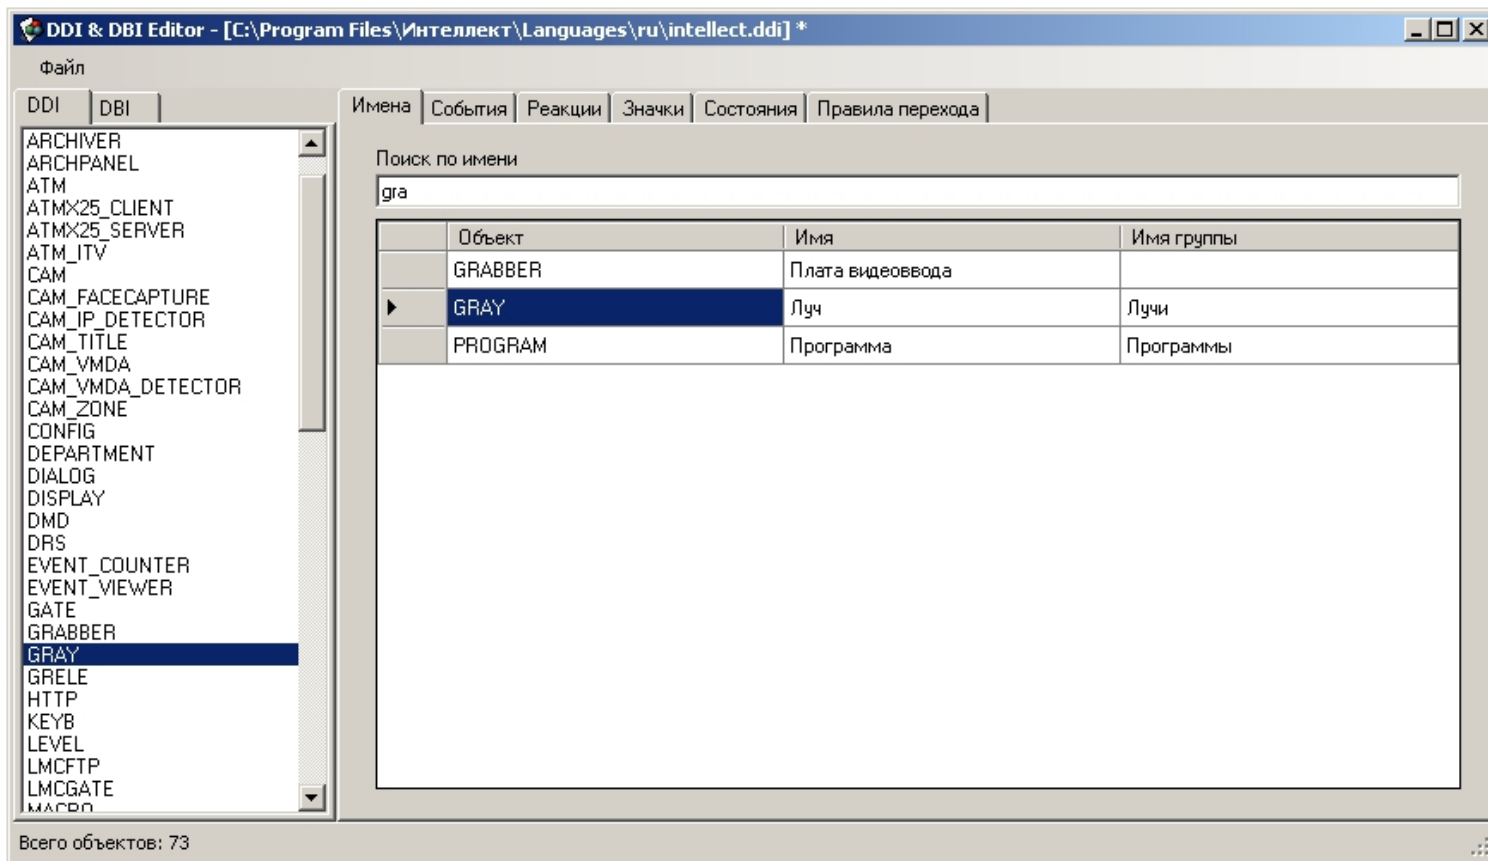 DDI & DBI Editor - [C:\Program Files\Интеллект\Languages\ru\intellect.ddi] *
Файл
DDI DBI
ARCHIVER
ARCHPANEL
ATM
ATMX25_CLIENT
ATMX25_SERVER
ATM_ITV
CAM
CAM_FACECAPTURE
CAM_IP_DETECTOR
CAM_TITLE
CAM_VMDA
CAM_VMDA_DETECTOR
CAM_ZONE
CONFIG
DEPARTMENT
DIALOG
DISPLAY
DMD
DRS
EVENT_COUNTER
EVENT_VIEWER
GATE
GRABBER
GRAY
GRELE
HTTP
KEYB
LEVEL
LMCFTP
LMCGATE
MACRO
Имена События Реакции Значки Состояния Правила перехода
Поиск по имени
gra
Объект Имя Имя группы
GRABBER Плата видеоввода
GRAY Луч Лучи
PROGRAM Программа Программы
Всего объектов: 73